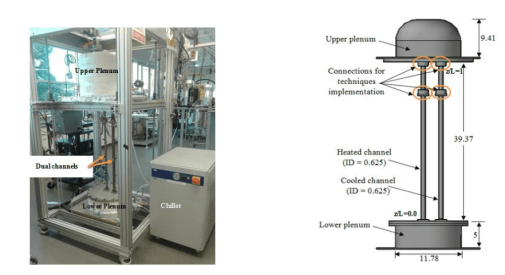 Upper Plenum
Dual channels
Lower Plenum
Chiller
Upper plenum
9.41
Connections for
techniques
implementation
z/L=1
39.37
Heated channel
(ID = 0.625)
Cooled channel
(ID = 0.625)
z/L=0.0
Lower plenum
5
11.78